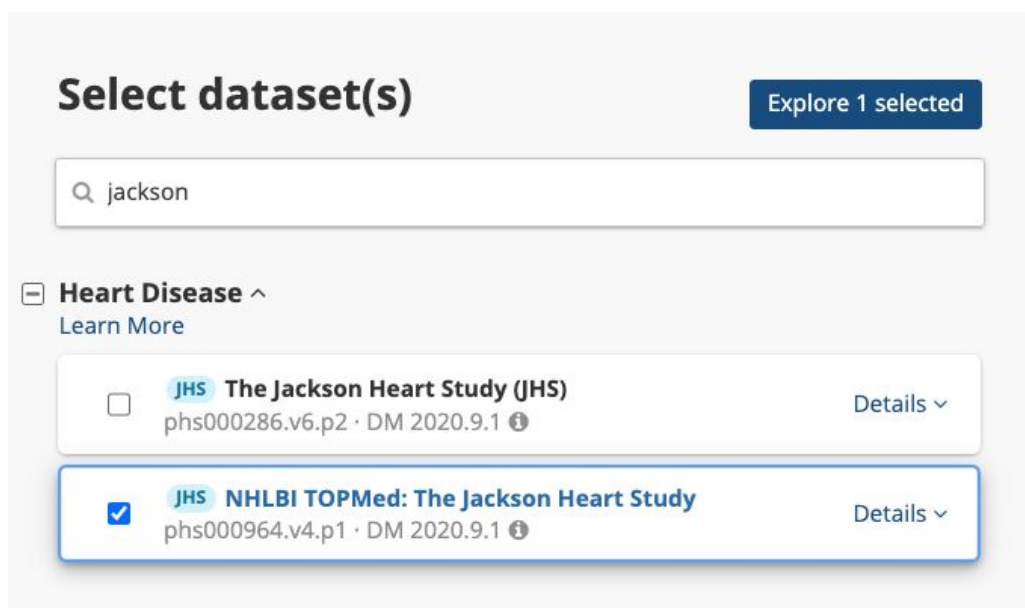 Select dataset(s)
Explore 1 selected
jackson
Heart Disease
Learn More
JHS The Jackson Heart Study (JHS)
phs000286.v6.p2 · DM 2020.9.1
Details
JHS NHLBI TOPMed: The Jackson Heart Study
phs000964.v4.p1 · DM 2020.9.1
Details